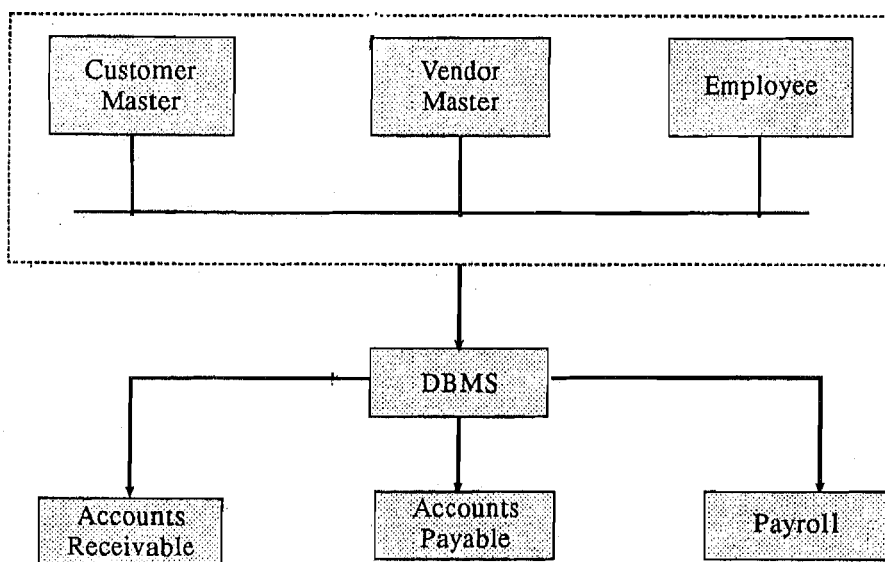 Customer
Master
Vendor
Master
Employee
DBMS
Accounts
Receivable
Accounts
Payable
Payroll